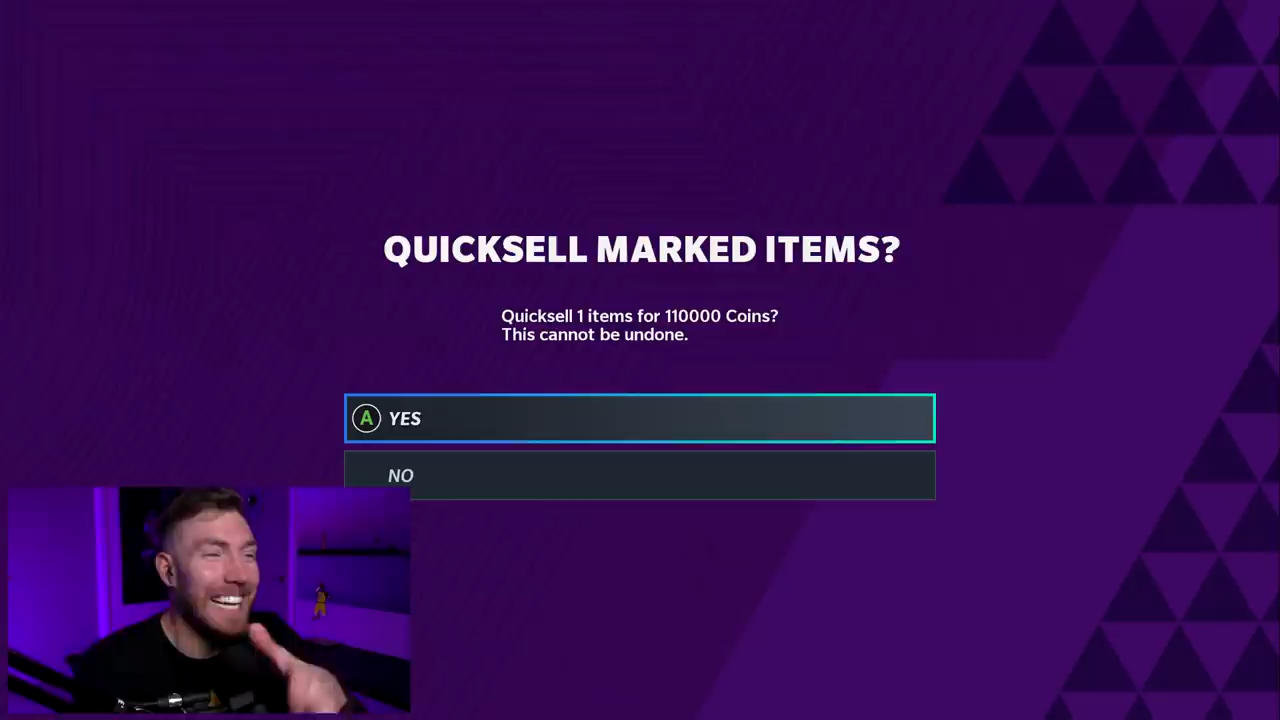 QUICKSELL MARKED ITEMS?
Quicksell 1 items for 110000 Coins?
This cannot be undone.
A YES
NO